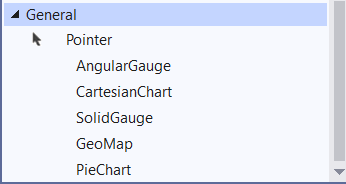 General
Pointer
AngularGauge
CartesianChart
SolidGauge
GeoMap
PieChart